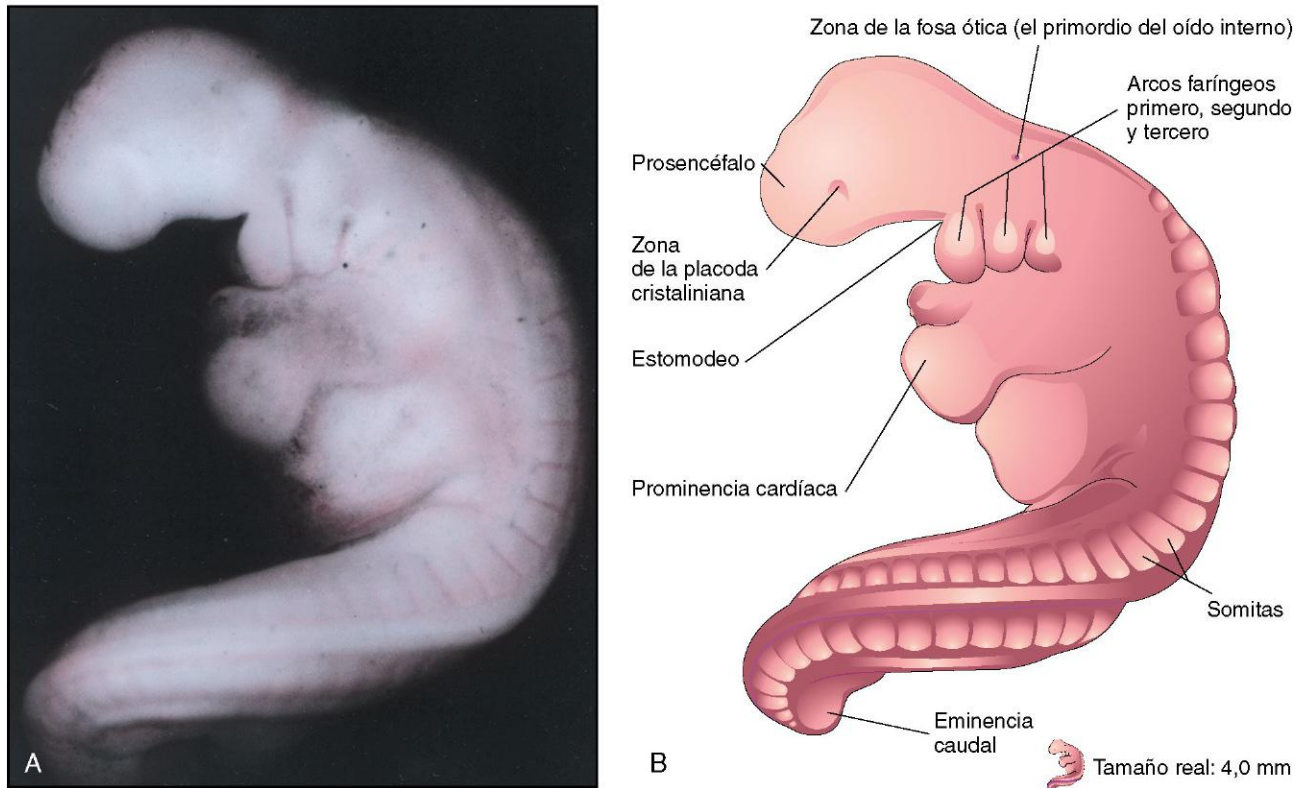 Zona de la fosa ótica (el primordio del oído interno)
Arcos faríngeos
primero, segundo
y tercero
Prosencéfalo
Zona
de la placoda
cristaliniana
Estomodeo
Prominencia cardíaca
Somitas
Eminencia
caudal
A
B
Tamaño real: 4,0 mm